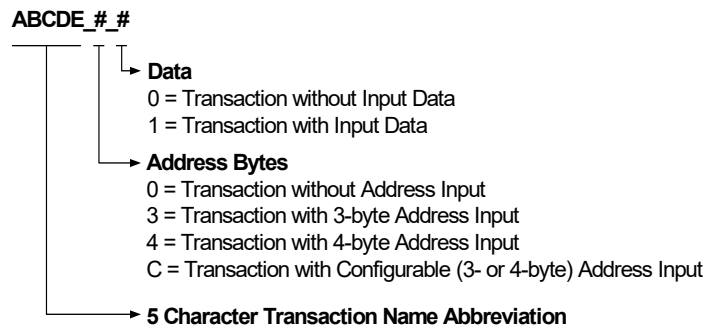 ABCDE_#_#
Data
0 = Transaction without Input Data
1 = Transaction with Input Data
Address Bytes
0 = Transaction without Address Input
3 = Transaction with 3-byte Address Input
4 = Transaction with 4-byte Address Input
C = Transaction with Configurable (3- or 4-byte) Address Input
5 Character Transaction Name Abbreviation